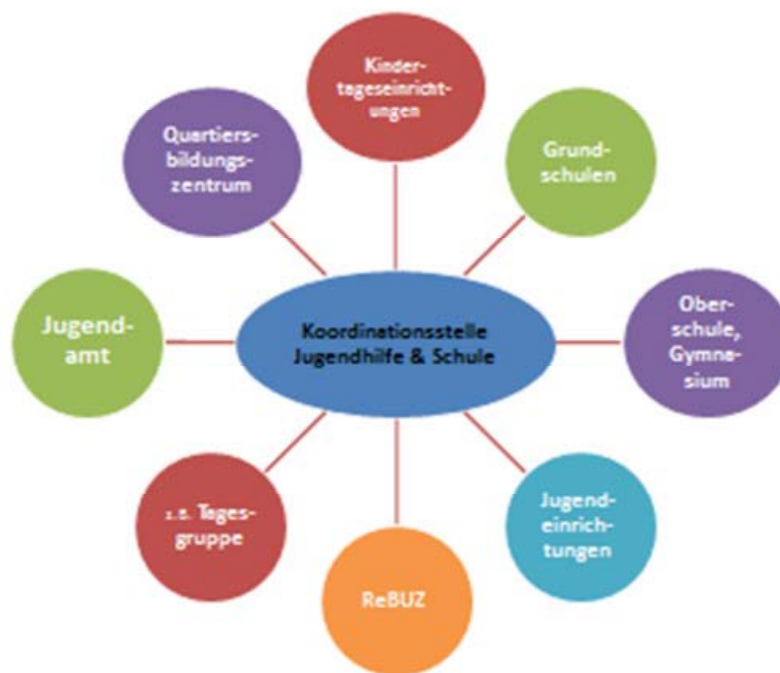 Kinder-
tageseinricht-
ungen
Quartiers-
bildungs-
zentrum
Grund-
schulen
Jugend-
amt
Koordinationsstelle
Jugendhilfe & Schule
Ober-
schule,
Gymna-
sium
z.B. Tages-
gruppe
Jugend-
einrich-
tungen
ReBUZ